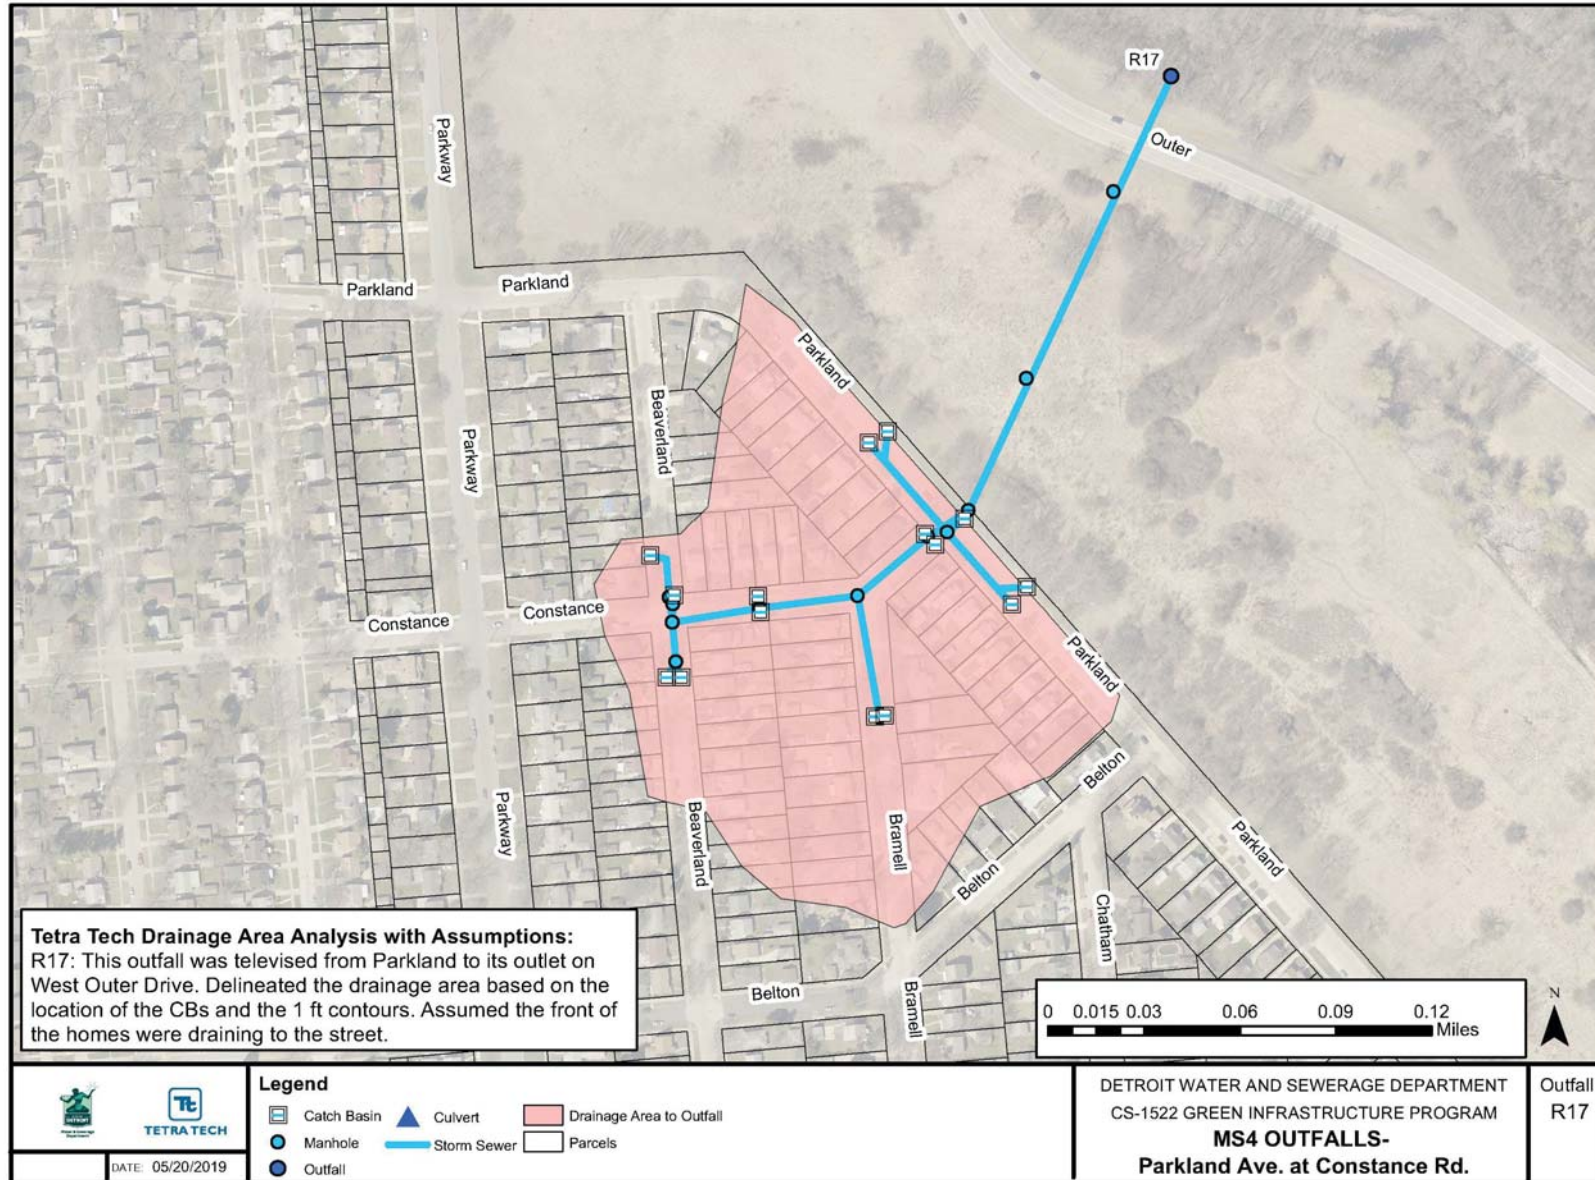 R17
Outer
Parkway
Parkland
Parkland
Parkland
Beaverland
Parkway
Constance
Constance
Parkland
Belton
Parkway
Beaverland
Bramell
Parkland
Belton
Chatham
Belton
Bramell
Tetra Tech Drainage Area Analysis with Assumptions:
R17: This outfall was televised from Parkland to its outlet on
West Outer Drive. Delineated the drainage area based on the
location of the CBs and the 1 ft contours. Assumed the front of
the homes were draining to the street.
0 0.015 0.03 0.06 0.09 0.12
Miles
N
TETRA TECH
DATE: 05/20/2019
Legend
Catch Basin
Manhole
Outfall
Culvert
Storm Sewer
Drainage Area to Outfall
Parcels
DETROIT WATER AND SEWERAGE DEPARTMENT
CS-1522 GREEN INFRASTRUCTURE PROGRAM
MS4 OUTFALLS-
Parkland Ave. at Constance Rd.
Outfall
R17